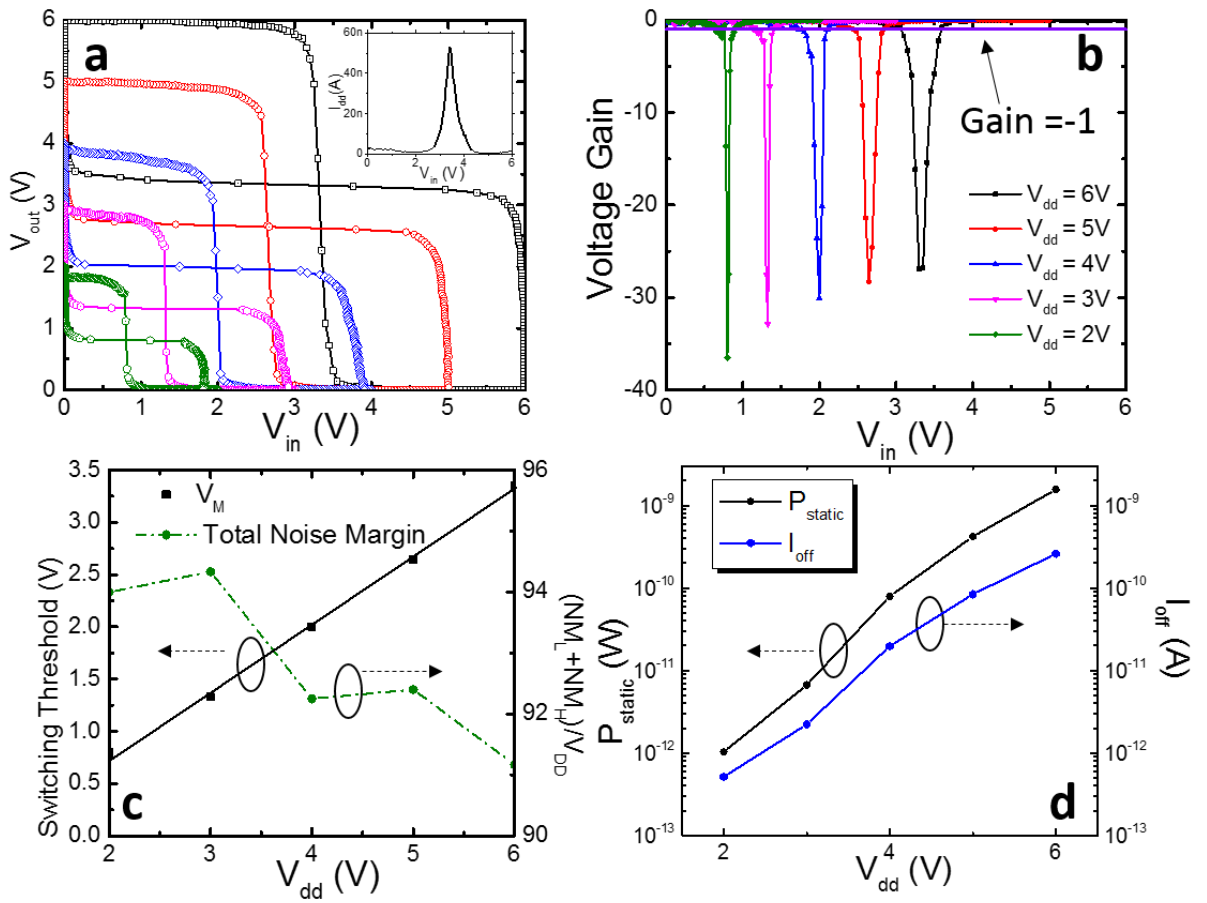 a
6
5
4
3
2
1
0
V_out (V)
0
1
2
3
4
5
6
V_in (V)
60n
40n
20n
0
I_dd(A)
0
2
4
6
V_in (V)
b
0
-10
-20
-30
-40
Voltage Gain
Gain =-1
V_dd = 6V
V_dd = 5V
V_dd = 4V
V_dd = 3V
V_dd = 2V
0
1
2
3
4
5
6
V_in (V)
3.5
3.0
2.5
2.0
1.5
1.0
0.5
0.0
Switching Threshold (V)
V_M
Total Noise Margin
96
94
92
90
(NM_L+NM_H)/V_DD
c
2
3
4
5
6
V_dd (V)
P_static
I_off
10^-9
10^-10
10^-11
10^-12
10^-13
P_static (W)
10^-9
10^-10
10^-11
10^-12
10^-13
I_off (A)
d
2
4
6
V_dd (V)